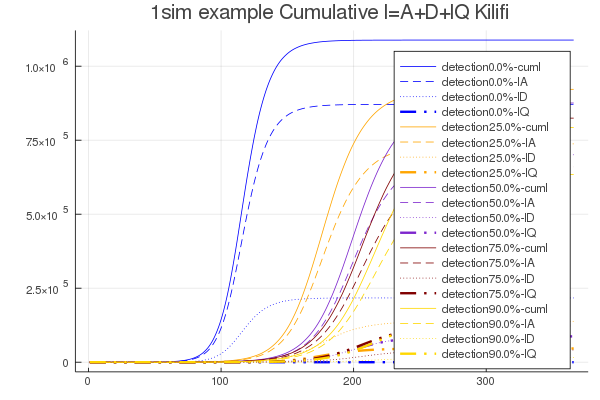 1sim example Cumulative I=A+D+IQ Kilifi
1.0×10 6
7.5×10 5
5.0×10 5
2.5×10 5
0
0 100 200 300
detection0.0%-cuml
detection0.0%-IA
detection0.0%-ID
detection0.0%-IQ
detection25.0%-cuml
detection25.0%-IA
detection25.0%-ID
detection25.0%-IQ
detection50.0%-cuml
detection50.0%-IA
detection50.0%-ID
detection50.0%-IQ
detection75.0%-cuml
detection75.0%-IA
detection75.0%-ID
detection75.0%-IQ
detection90.0%-cuml
detection90.0%-IA
detection90.0%-ID
detection90.0%-IQ